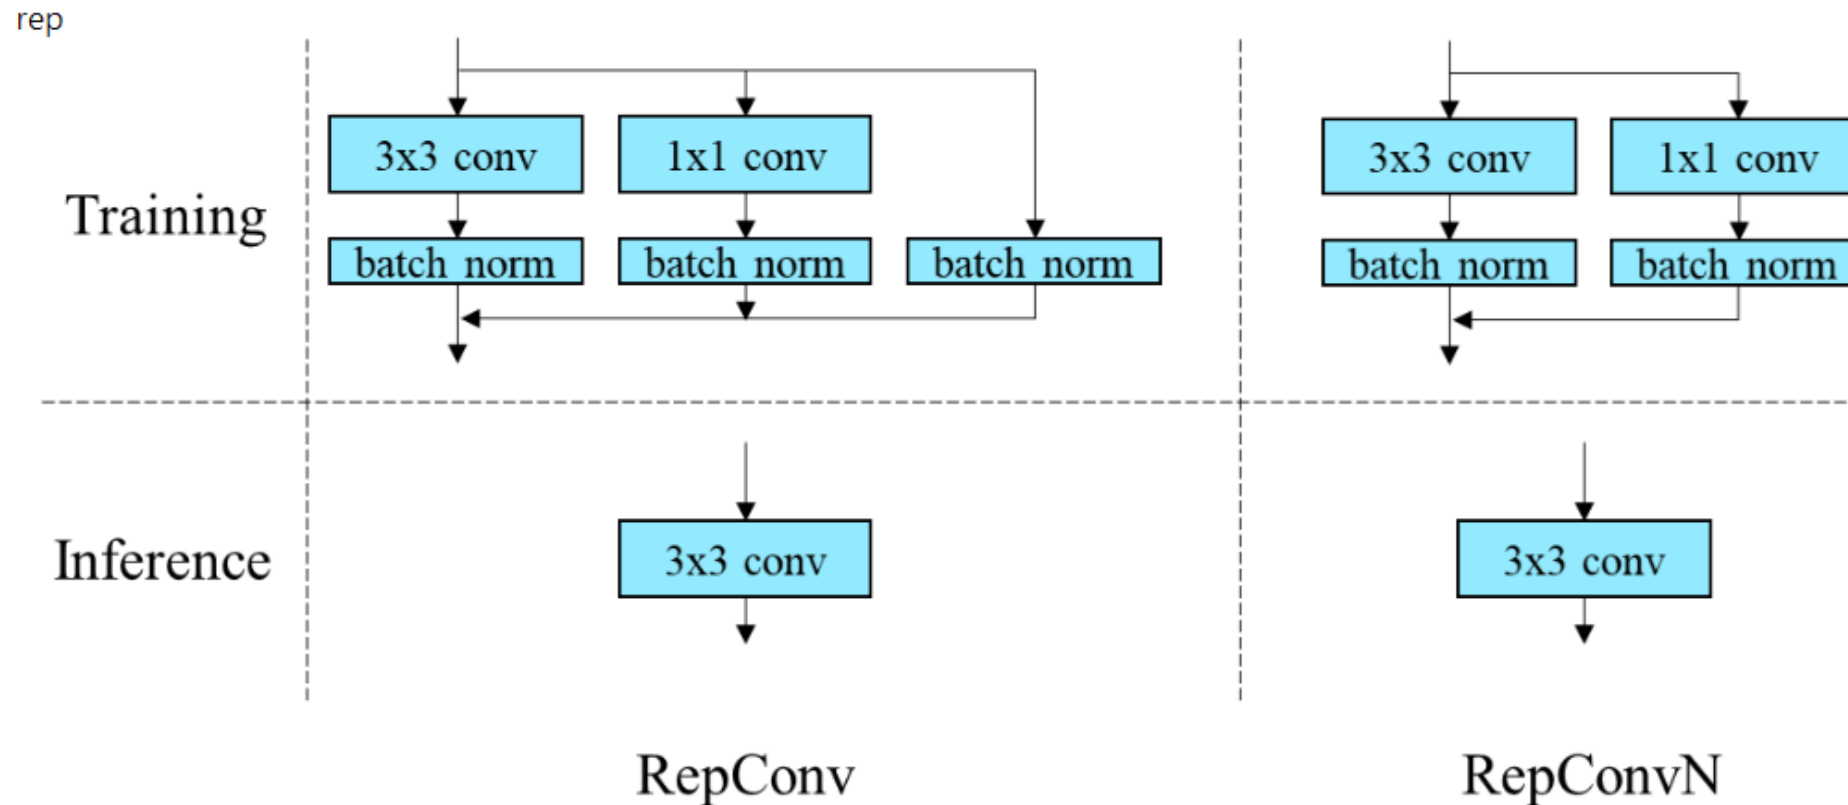 rep
3x3 conv
1x1 conv
3x3 conv
1x1 conv
Training
batch norm
batch norm
batch norm
batch norm
batch norm
Inference
3x3 conv
3x3 conv
RepConv
RepConvN